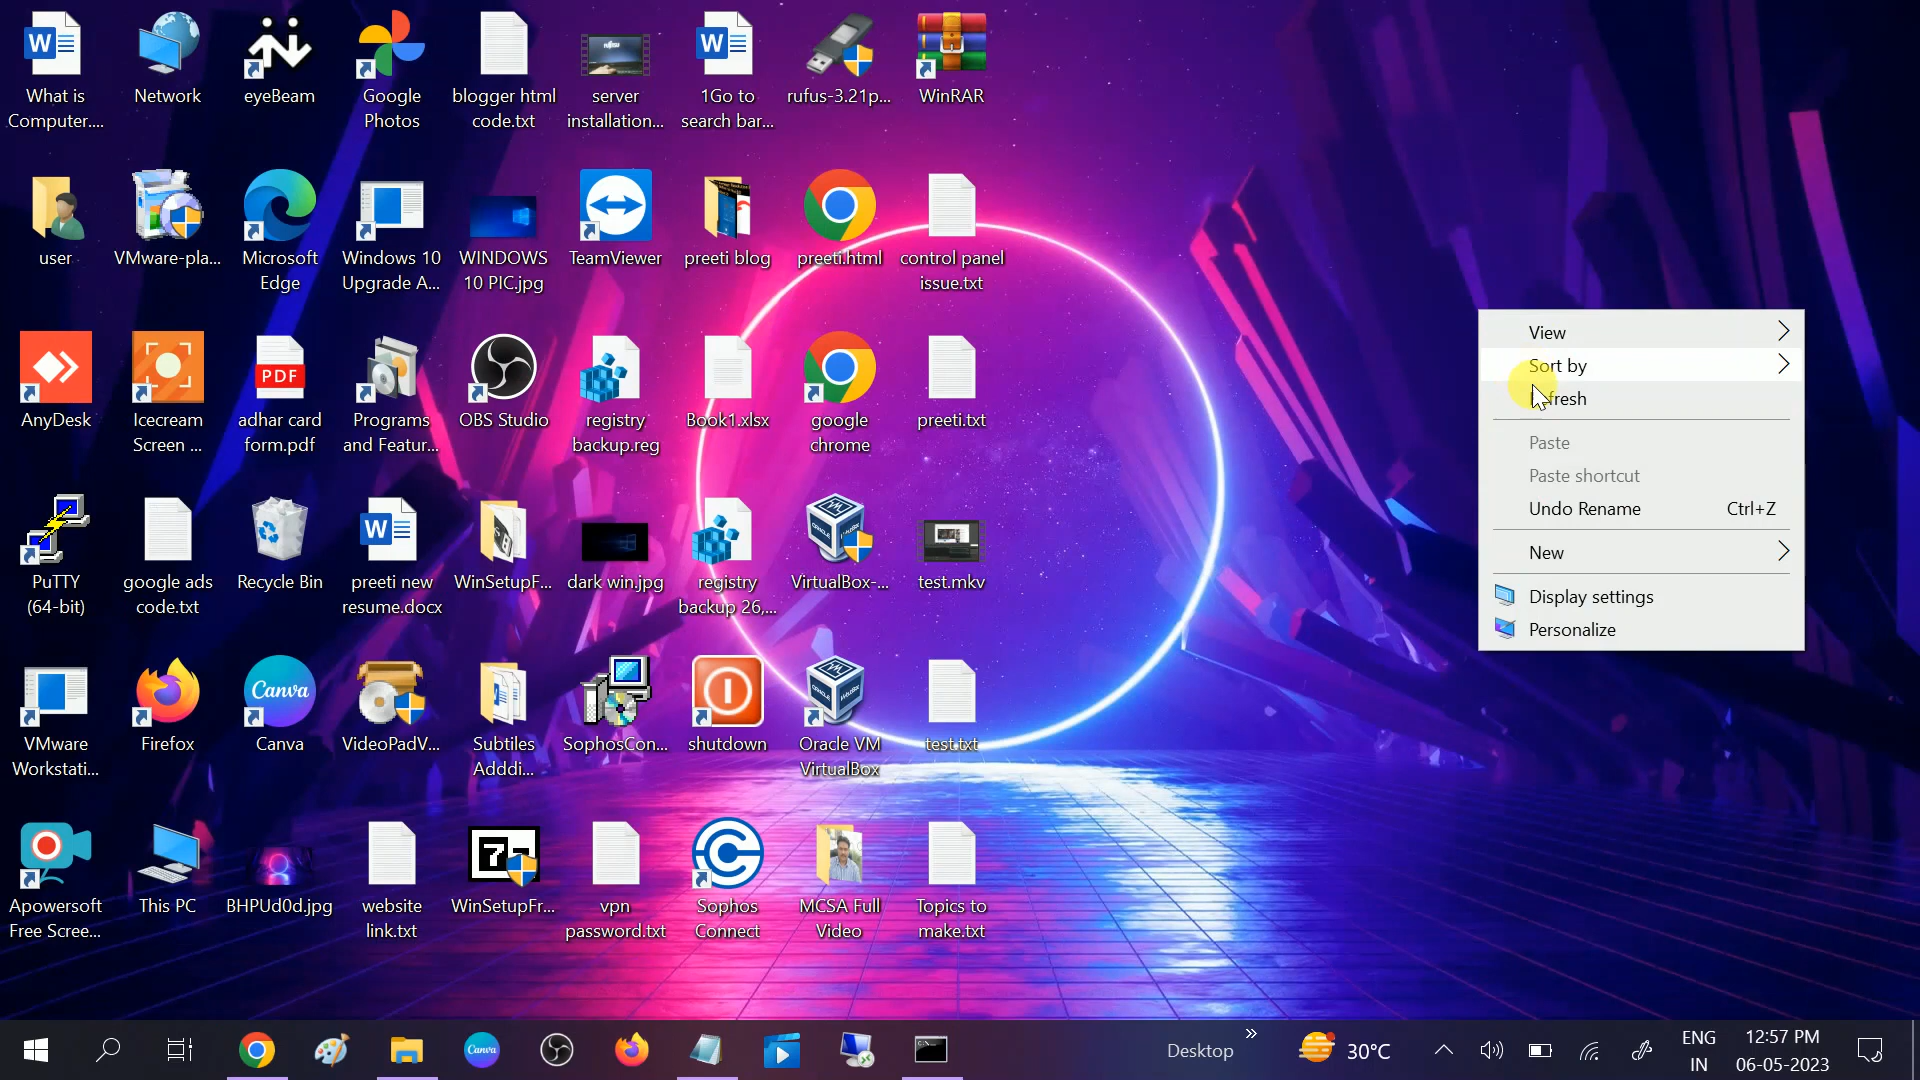 What is
Computer....
Network
eyeBeam
Google
Photos
blogger html
code.txt
server
installation...
1Go to
search bar...
rufus-3.21p...
WinRAR
user
VMware-pla...
Microsoft
Edge
Windows 10
Upgrade A...
WINDOWS
10 PIC.jpg
TeamViewer
preeti blog
preeti.html
control panel
issue.txt
AnyDesk
Icecream
Screen ...
PDF
adhar card
form.pdf
Programs
and Featur...
OBS Studio
registry
backup.reg
Book1.xlsx
google
chrome
preeti.txt
PuTTY
(64-bit)
google ads
code.txt
Recycle Bin
preeti new
resume.docx
WinSetupF...
dark win.jpg
registry
backup 26,...
VirtualBox-...
test.mkv
VMware
Workstati...
Firefox
Canva
Canva
VideoPadV...
Subtiles
Adddi...
SophosCon...
shutdown
Oracle VM
VirtualBox
test.txt
Apowersoft
Free Scree...
This PC
BHPUd0d.jpg
website
link.txt
WinSetupFr...
vpn
password.txt
Sophos
Connect
MCSA Full
Video
Topics to
make.txt
View
Sort by
fresh
Paste
Paste shortcut
Undo Rename Ctrl+Z
New
Display settings
Personalize
Canva
Desktop
30°C
ENG
IN
12:57 PM
06-05-2023